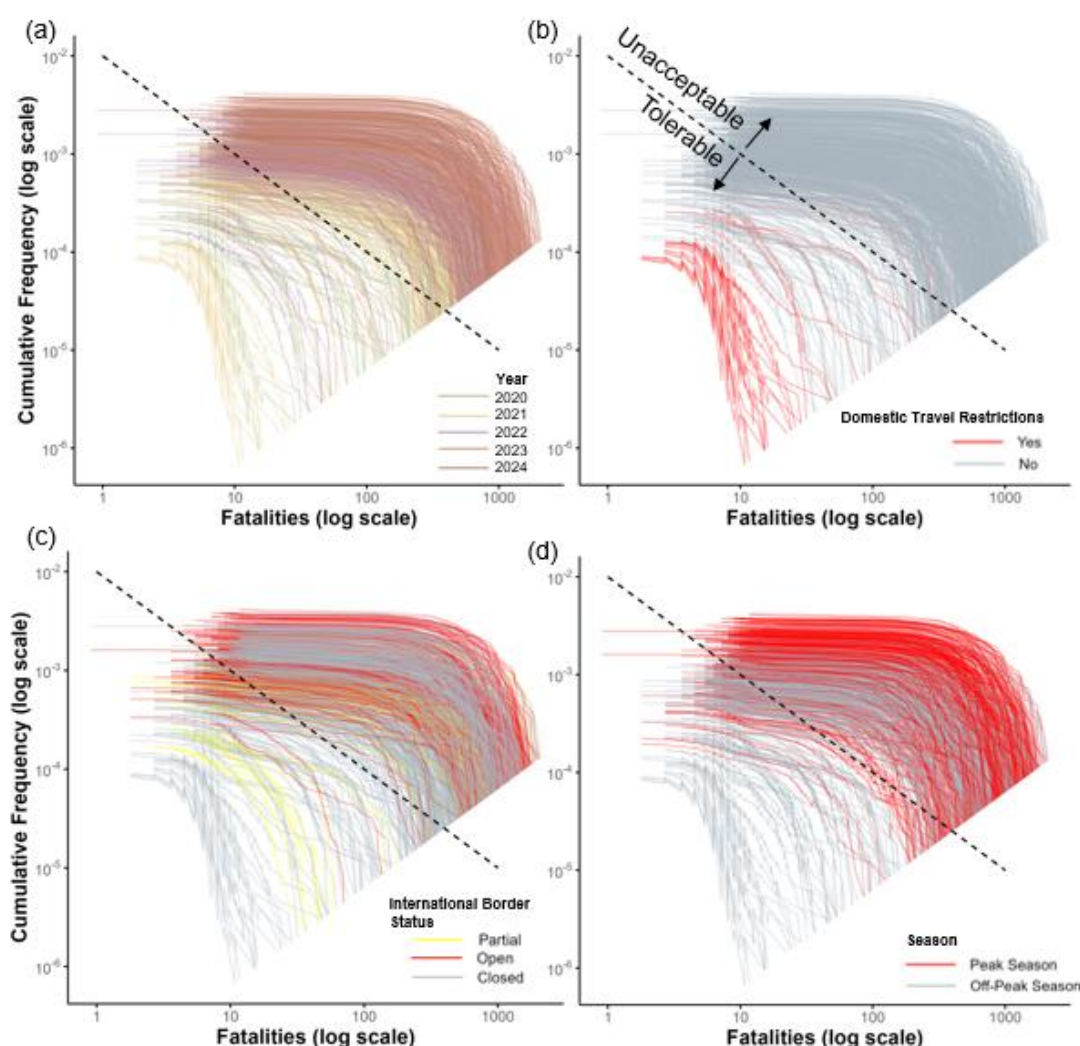 (a)
10⁻²
10⁻³
10⁻⁴
10⁻⁵
10⁻⁶
Cumulative Frequency (log scale)
Year
2020
2021
2022
2023
2024
1 10 100 1000
Fatalities (log scale)
(b)
Unacceptable
Tolerable
10⁻²
10⁻³
10⁻⁴
10⁻⁵
10⁻⁶
Domestic Travel Restrictions
Yes
No
1 10 100 1000
Fatalities (log scale)
(c)
10⁻²
10⁻³
10⁻⁴
10⁻⁵
10⁻⁶
Cumulative Frequency (log scale)
International Border
Status
Partial
Open
Closed
1 10 100 1000
Fatalities (log scale)
(d)
10⁻²
10⁻³
10⁻⁴
10⁻⁵
10⁻⁶
Season
Peak Season
Off-Peak Season
1 10 100 1000
Fatalities (log scale)